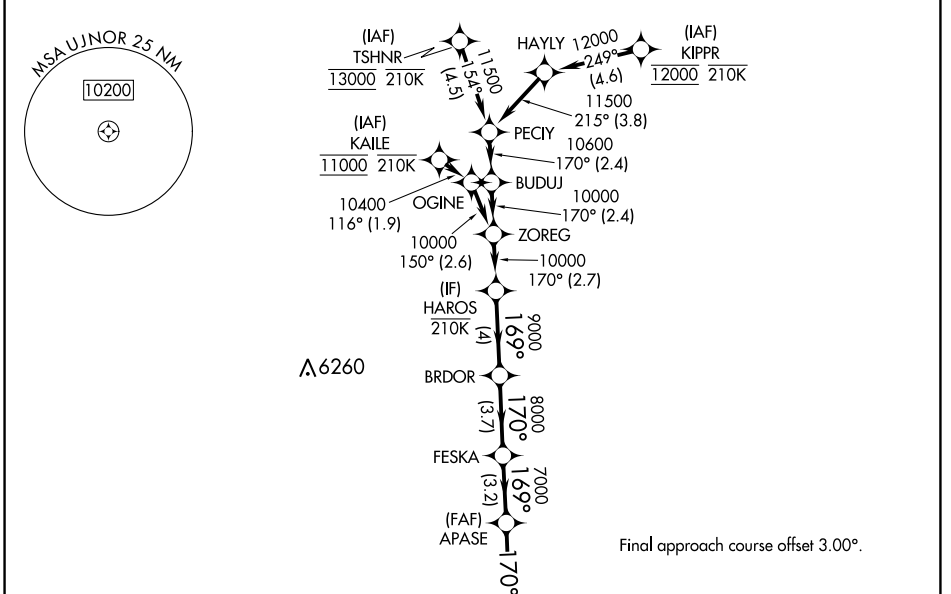 MSA UJNOR 25 NM
10200
(IAF)
TSHNR
13000 210K
11500
154°
(4.5)
HAYLY
12000
249°
(4.6)
(IAF)
KIPPR
12000 210K
11500
215° (3.8)
PECIY
(IAF)
KAILE
11000 210K
10600
170° (2.4)
BUDUJ
OGINE
10400
116° (1.9)
10000
170° (2.4)
ZOREG
10000
150° (2.6)
10000
170° (2.7)
(IF)
HAROS
210K
9000
169°
(4)
6260
BRDOR
8000
170°
(3.7)
FESKA
7000
169°
(3.2)
(FAF)
APASE
170°
Final approach course offset 3.00°.